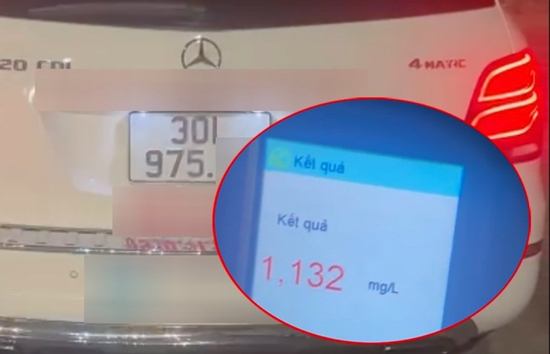 20 CDI
4MATIC
30
975.
Kết quả
Kết quả
1,132 mg/L